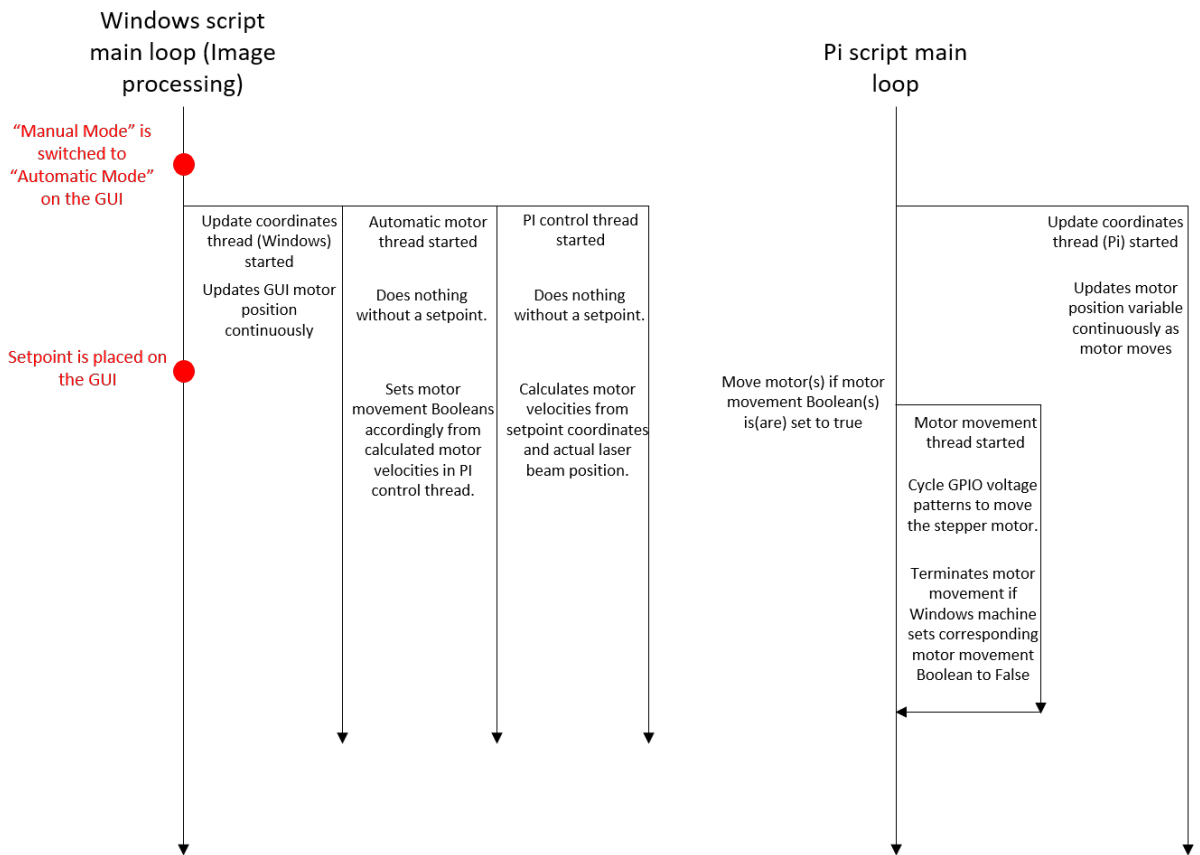 Windows script
main loop (Image
processing)
“Manual Mode” is
switched to
“Automatic Mode”
on the GUI
Update coordinates
thread (Windows)
started
Updates GUI motor
position
continuously
Setpoint is placed on
the GUI
Automatic motor
thread started
Does nothing
without a setpoint.
Sets motor
movement Booleans
accordingly from
calculated motor
velocities in PI
control thread.
PI control thread
started
Does nothing
without a setpoint.
Calculates motor
velocities from
setpoint coordinates
and actual laser
beam position.
Pi script main
loop
Update coordinates
thread (Pi) started
Updates motor
position variable
continuously as
motor moves
Move motor(s) if motor
movement Boolean(s)
is(are) set to true
Motor movement
thread started
Cycle GPIO voltage
patterns to move
the stepper motor.
Terminates motor
movement if
Windows machine
sets corresponding
motor movement
Boolean to False